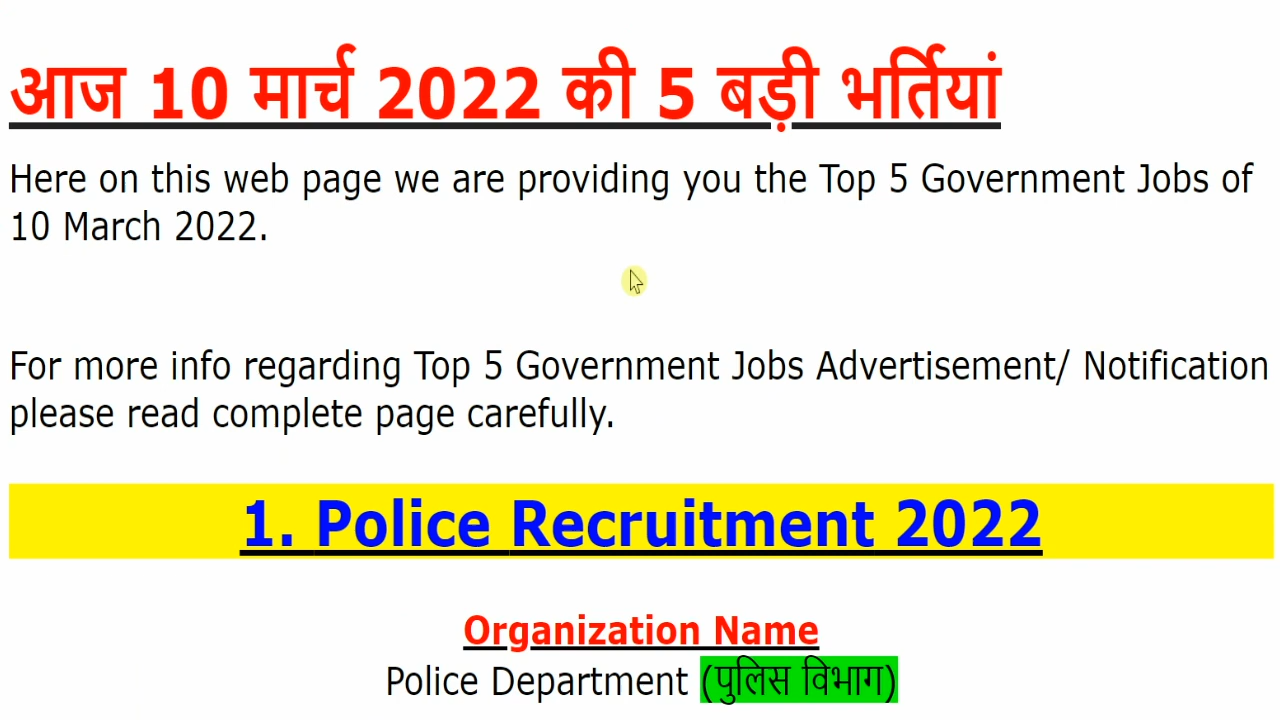 आज 10 मार्च 2022 की 5 बड़ी भर्तियां
Here on this web page we are providing you the Top 5 Government Jobs of
10 March 2022.
For more info regarding Top 5 Government Jobs Advertisement/ Notification
please read complete page carefully.
1. Police Recruitment 2022
Organization Name
Police Department (पुलिस विभाग)